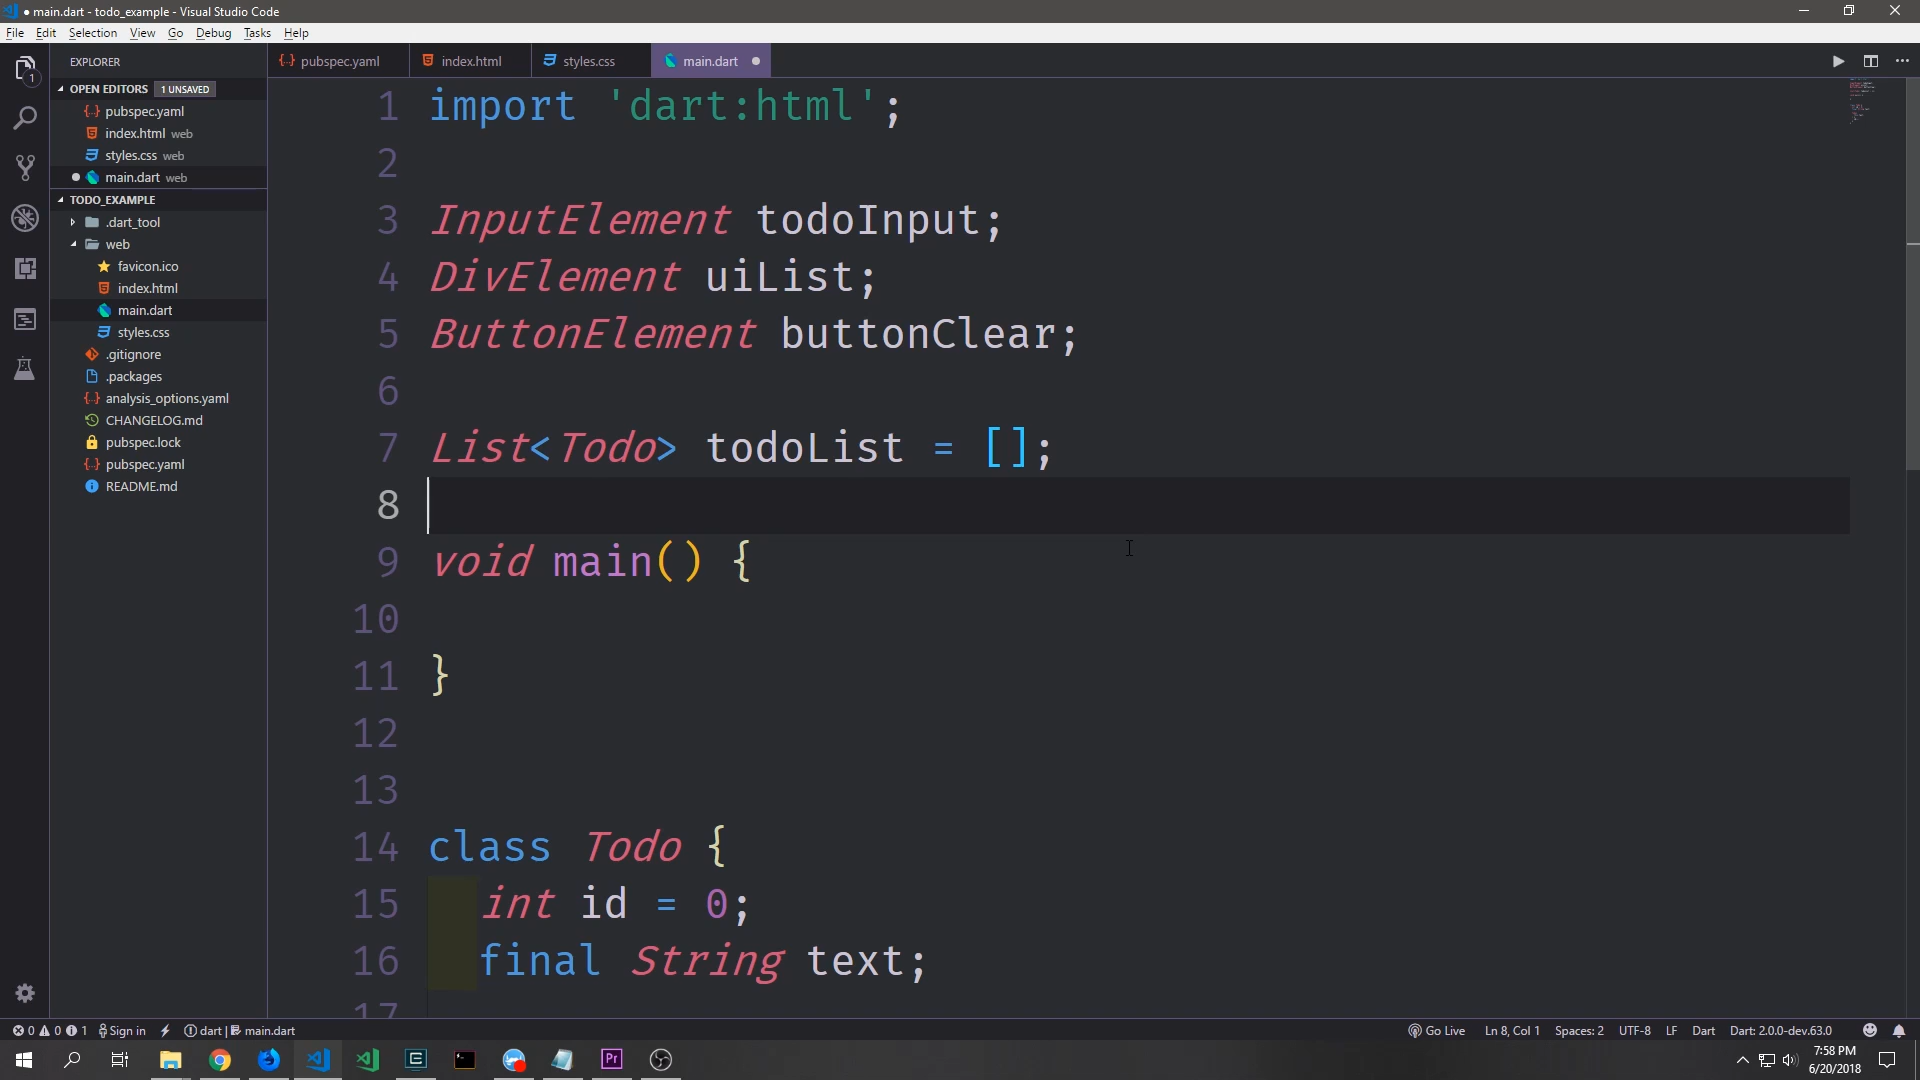 main.dart - todo_example - Visual Studio Code
File Edit Selection View Go Debug Tasks Help
EXPLORER
OPEN EDITORS 1 UNSAVED
pubspec.yaml
index.html web
styles.css web
main.dart web
TODO_EXAMPLE
.dart_tool
web
favicon.ico
index.html
main.dart
styles.css
.gitignore
.packages
analysis_options.yaml
CHANGELOG.md
pubspec.lock
pubspec.yaml
README.md
1
pubspec.yaml index.html styles.css main.dart
1 import 'dart:html';
2
3 InputElement todoInput;
4 DivElement uiList;
5 ButtonElement buttonClear;
6
7 List<Todo> todoList = [];
8
9 void main() {
10
11 }
12
13
14 class Todo {
15 int id = 0;
16 final String text;
17
0 0 1 Sign in dart | main.dart
Go Live Ln 8, Col 1 Spaces: 2 UTF-8 LF Dart Dart: 2.0.0-dev.63.0
Pr
7:58 PM
6/20/2018